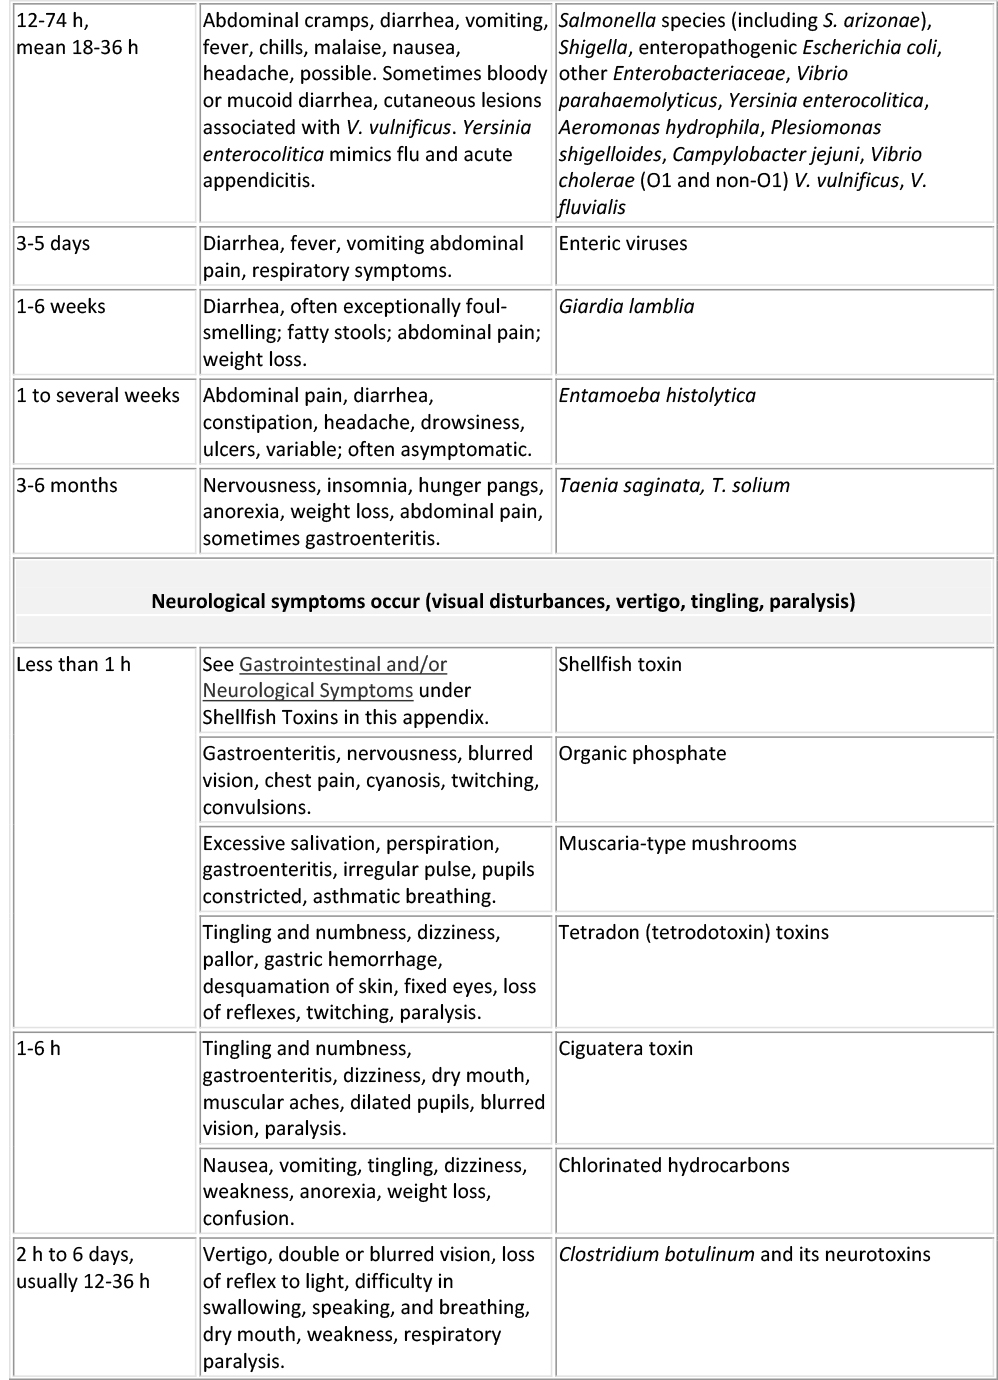 12-74 h,
mean 18-36 h
Abdominal cramps, diarrhea, vomiting,
fever, chills, malaise, nausea,
headache, possible. Sometimes bloody
or mucoid diarrhea, cutaneous lesions
associated with V. vulnificus. Yersinia
enterocolitica mimics flu and acute
appendicitis.
Salmonella species (including S. arizonae),
Shigella, enteropathogenic Escherichia coli,
other Enterobacteriaceae, Vibrio
parahaemolyticus, Yersinia enterocolitica,
Aeromonas hydrophila, Plesiomonas
shigelloides, Campylobacter jejuni, Vibrio
cholerae (O1 and non-O1) V. vulnificus, V.
fluvialis
3-5 days
Diarrhea, fever, vomiting abdominal
pain, respiratory symptoms.
Enteric viruses
1-6 weeks
Diarrhea, often exceptionally foul-
smelling; fatty stools; abdominal pain;
weight loss.
Giardia lamblia
1 to several weeks
Abdominal pain, diarrhea,
constipation, headache, drowsiness,
ulcers, variable; often asymptomatic.
Entamoeba histolytica
3-6 months
Nervousness, insomnia, hunger pangs,
anorexia, weight loss, abdominal pain,
sometimes gastroenteritis.
Taenia saginata, T. solium
Neurological symptoms occur (visual disturbances, vertigo, tingling, paralysis)
Less than 1 h
See Gastrointestinal and/or
Neurological Symptoms under
Shellfish Toxins in this appendix.
Shellfish toxin
Gastroenteritis, nervousness, blurred
vision, chest pain, cyanosis, twitching,
convulsions.
Organic phosphate
Excessive salivation, perspiration,
gastroenteritis, irregular pulse, pupils
constricted, asthmatic breathing.
Muscaria-type mushrooms
Tingling and numbness, dizziness,
pallor, gastric hemorrhage,
desquamation of skin, fixed eyes, loss
of reflexes, twitching, paralysis.
Tetradon (tetrodotoxin) toxins
1-6 h
Tingling and numbness,
gastroenteritis, dizziness, dry mouth,
muscular aches, dilated pupils, blurred
vision, paralysis.
Ciguatera toxin
Nausea, vomiting, tingling, dizziness,
weakness, anorexia, weight loss,
confusion.
Chlorinated hydrocarbons
2 h to 6 days,
usually 12-36 h
Vertigo, double or blurred vision, loss
of reflex to light, difficulty in
swallowing, speaking, and breathing,
dry mouth, weakness, respiratory
paralysis.
Clostridium botulinum and its neurotoxins